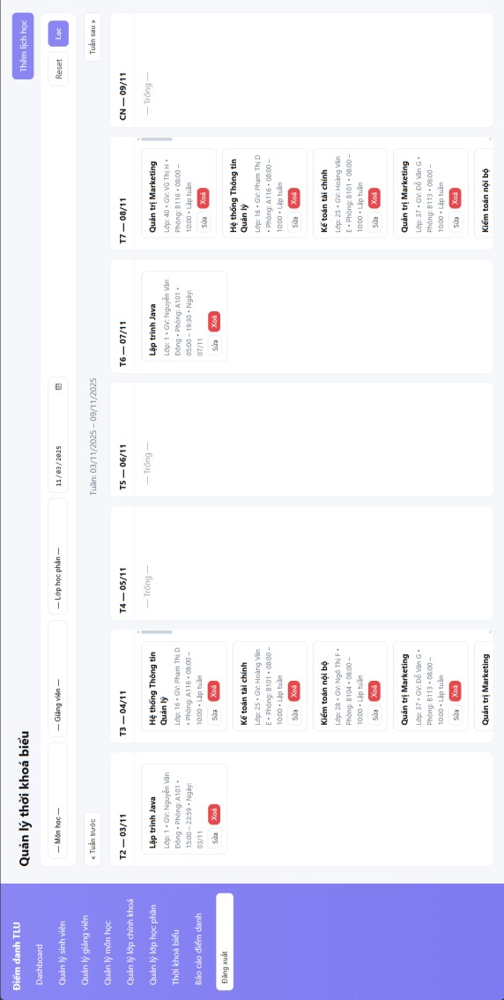 Điểm danh TLU
Dashboard
Quản lý sinh viên
Quản lý giảng viên
Quản lý môn học
Quản lý lớp chính khoá
Quản lý lớp học phần
Thời khoá biểu
Báo cáo điểm danh
Đăng xuất
Quản lý thời khoá biểu
Thêm lịch học
— Môn học —
— Giảng viên —
— Lớp học phần —
11/03/2025
Reset
Lọc
« Tuần trước
Tuần: 03/11/2025 – 09/11/2025
Tuần sau »
T2 — 03/11
Lập trình Java
Lớp: 1 • GV: Nguyễn Văn
Đông • Phòng: A101 •
15:00 – 23:59 • Ngày:
03/11
Sửa
Xoá
T3 — 04/11
Hệ thống Thông tin
Quản lý
Lớp: 16 • GV: Phạm Thị D
• Phòng: A116 • 08:00 –
10:00 • Lặp tuần
Sửa
Xoá
Kế toán tài chính
Lớp: 25 • GV: Hoàng Văn
E • Phòng: B101 • 08:00 –
10:00 • Lặp tuần
Sửa
Xoá
Kiểm toán nội bộ
Lớp: 28 • GV: Ngô Thị F •
Phòng: B104 • 08:00 –
10:00 • Lặp tuần
Sửa
Xoá
Quản trị Marketing
Lớp: 37 • GV: Đỗ Văn G •
Phòng: B113 • 08:00 –
10:00 • Lặp tuần
Sửa
Xoá
Quản trị Marketing
T4 — 05/11
— Trống —
T5 — 06/11
— Trống —
T6 — 07/11
Lập trình Java
Lớp: 1 • GV: Nguyễn Văn
Đông • Phòng: A101 •
05:00 – 19:30 • Ngày:
07/11
Sửa
Xoá
T7 — 08/11
Quản trị Marketing
Lớp: 40 • GV: Vũ Thị H •
Phòng: B116 • 08:00 –
10:00 • Lặp tuần
Sửa
Xoá
Hệ thống Thông tin
Quản lý
Lớp: 16 • GV: Phạm Thị D
• Phòng: A116 • 08:00 –
10:00 • Lặp tuần
Sửa
Xoá
Kế toán tài chính
Lớp: 25 • GV: Hoàng Văn
E • Phòng: B101 • 08:00 –
10:00 • Lặp tuần
Sửa
Xoá
Quản trị Marketing
Lớp: 37 • GV: Đỗ Văn G •
Phòng: B113 • 08:00 –
10:00 • Lặp tuần
Sửa
Xoá
Kiểm toán nội bộ
CN — 09/11
— Trống —